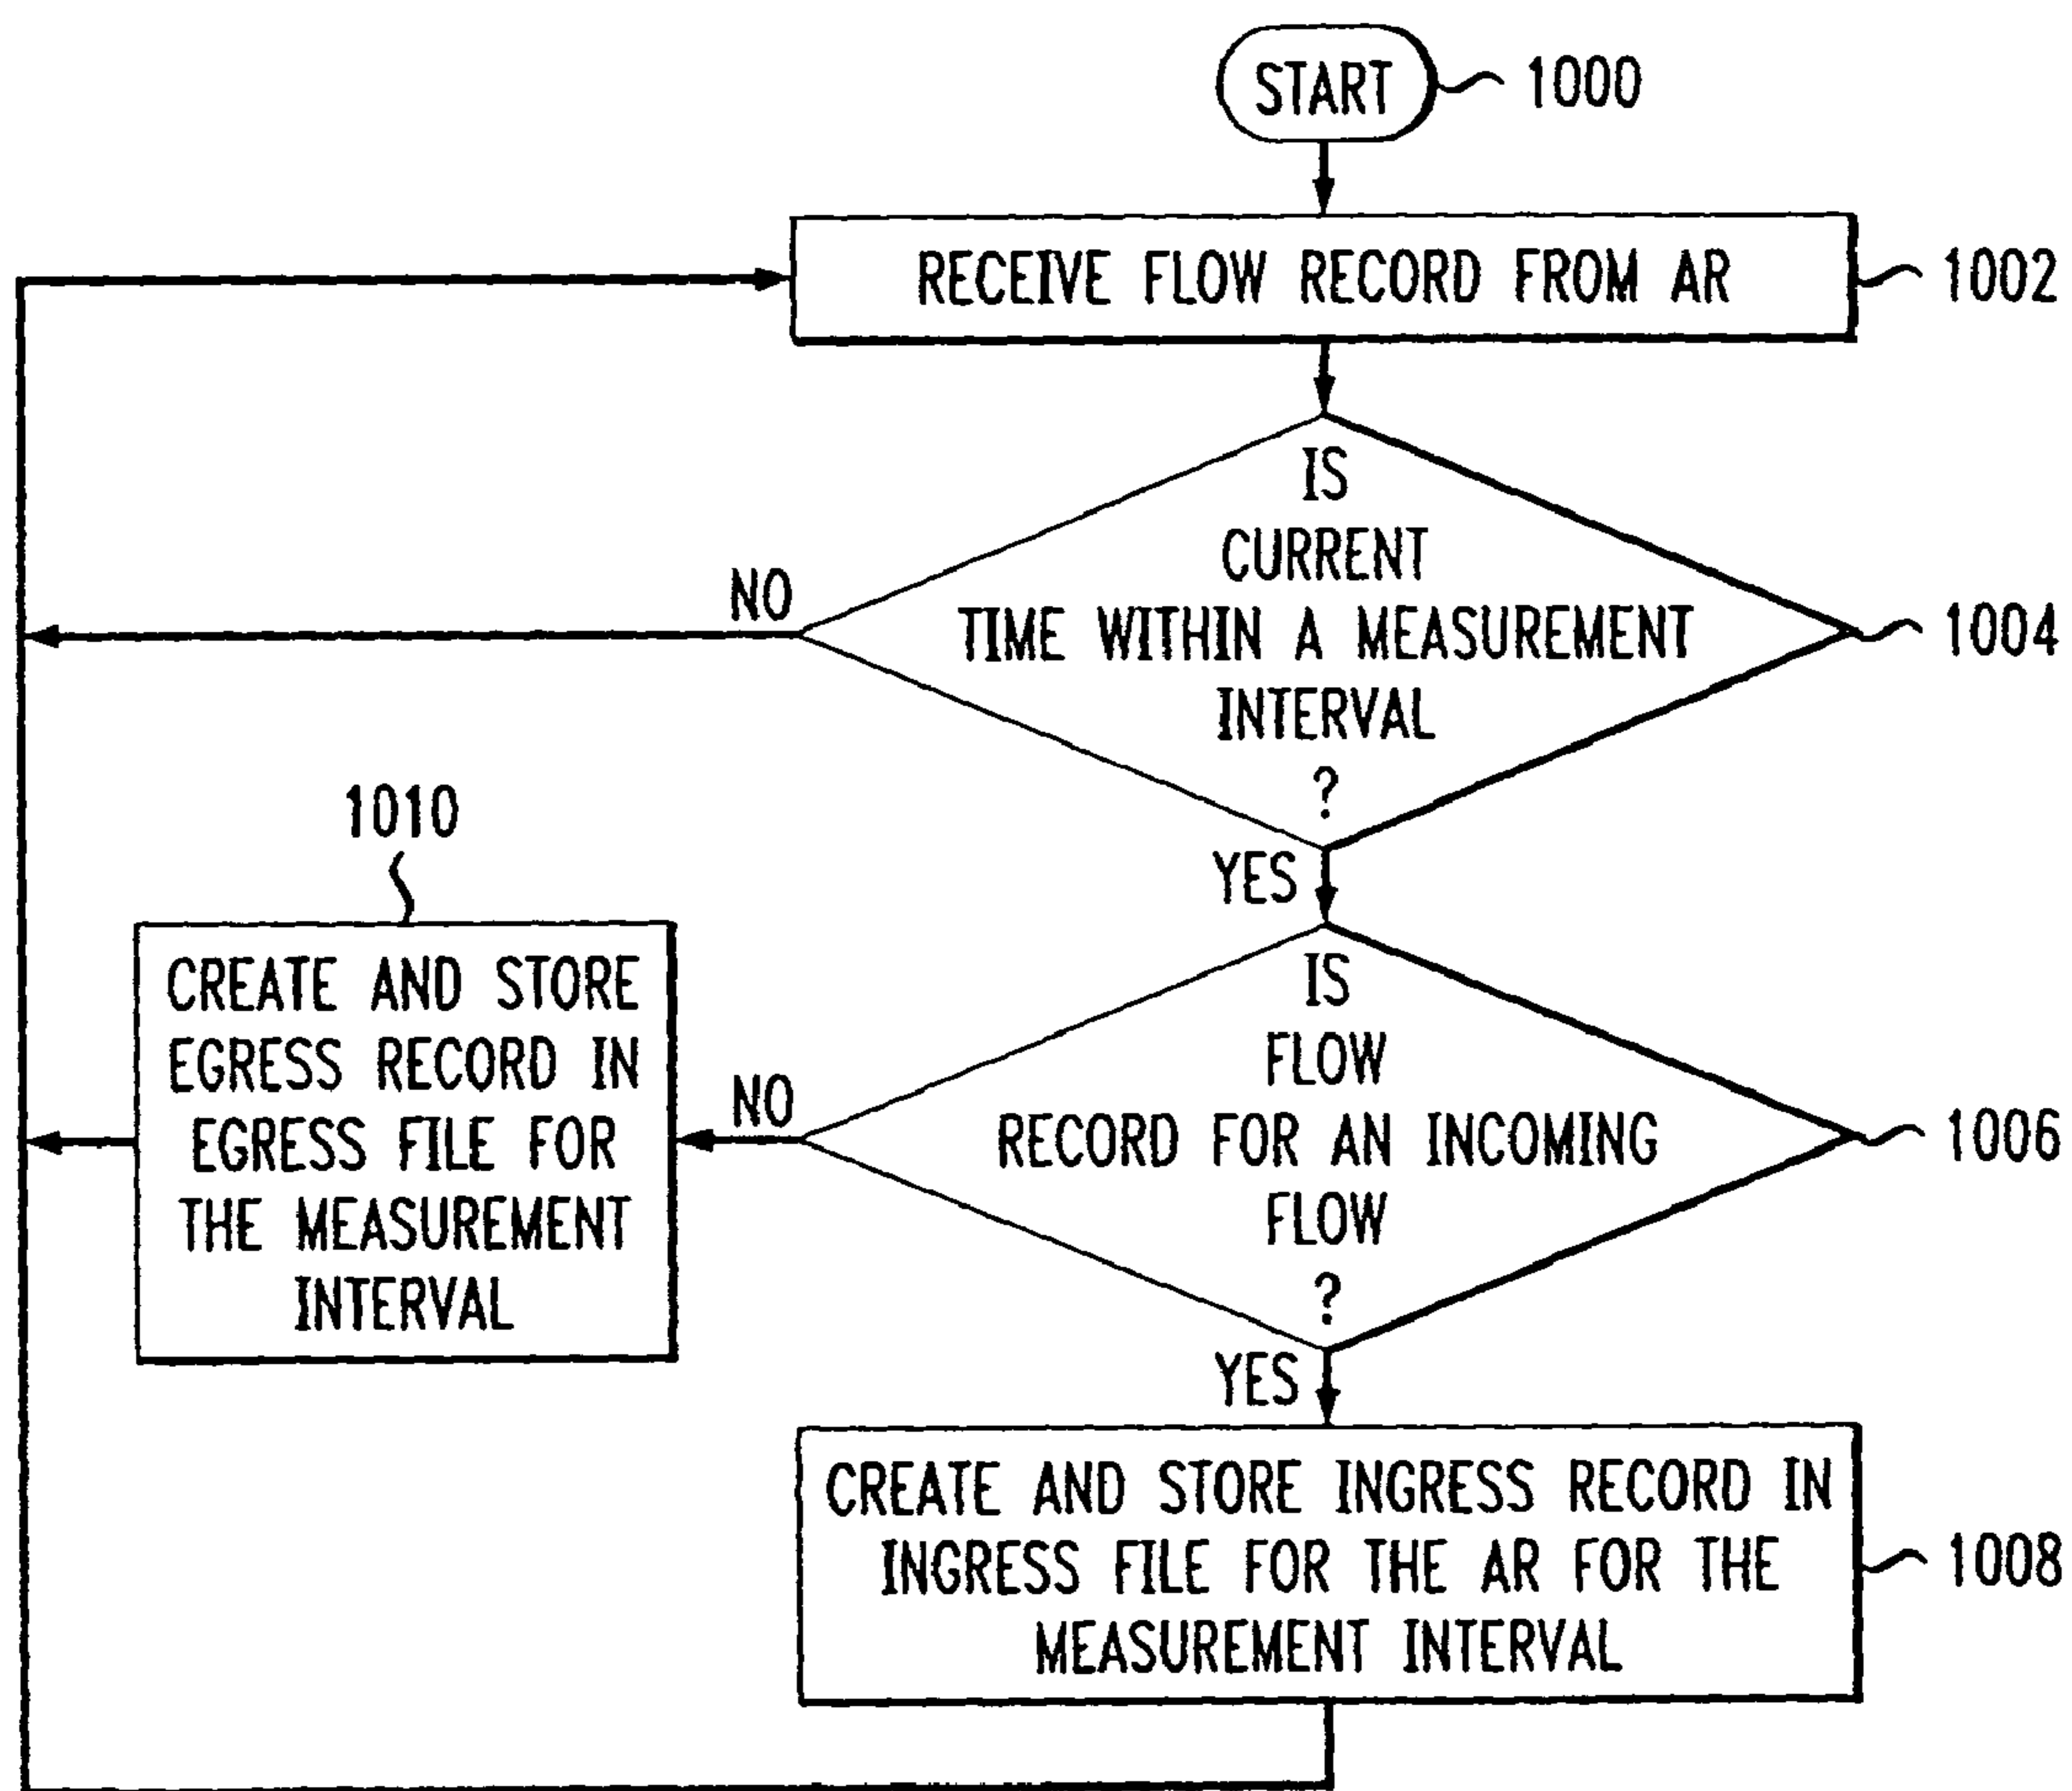 START
1000
RECEIVE FLOW RECORD FROM AR
1002
IS
CURRENT
TIME WITHIN A MEASUREMENT
INTERVAL
?
1004
NO
YES
IS
FLOW
RECORD FOR AN INCOMING
FLOW
?
1006
NO
1010
CREATE AND STORE
EGRESS RECORD IN
EGRESS FILE FOR
THE MEASUREMENT
INTERVAL
YES
CREATE AND STORE INGRESS RECORD IN
INGRESS FILE FOR THE AR FOR THE
MEASUREMENT INTERVAL
1008